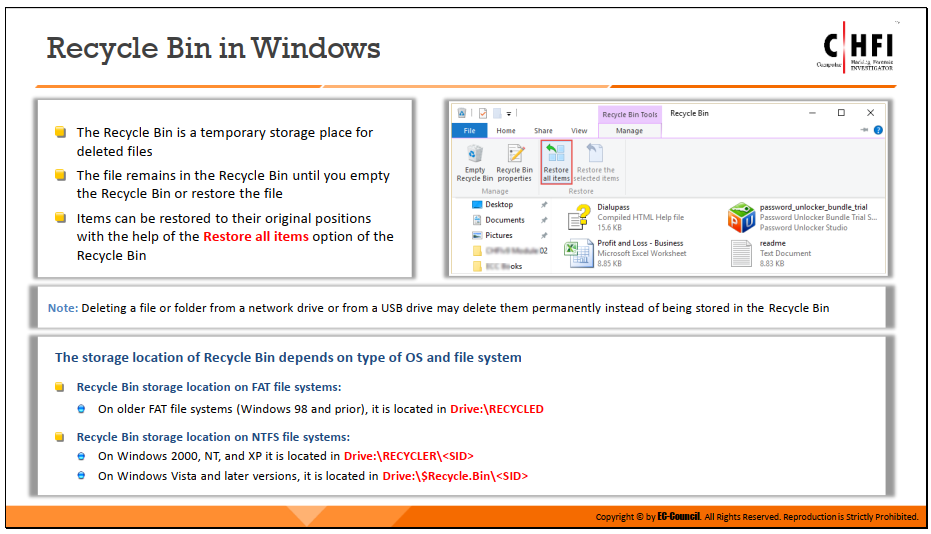 Recycle Bin in Windows
CHFI
Computer Hacking Forensic
INVESTIGATOR
The Recycle Bin is a temporary storage place for
deleted files
The file remains in the Recycle Bin until you empty
the Recycle Bin or restore the file
Items can be restored to their original positions
with the help of the Restore all items option of the
Recycle Bin
Recycle Bin Tools Recycle Bin
File Home Share View Manage
Empty Recycle Bin Restore Restore the
Recycle Bin properties all items selected items
Manage Restore
Desktop
Documents
Pictures
02
oks
Dialupass
Compiled HTML Help file
15.6 KB
Profit and Loss - Business
Microsoft Excel Worksheet
8.85 KB
password_unlocker_bundle_trial
Password Unlocker Bundle Trial S...
Password Unlocker Studio
readme
Text Document
8.83 KB
Note: Deleting a file or folder from a network drive or from a USB drive may delete them permanently instead of being stored in the Recycle Bin
The storage location of Recycle Bin depends on type of OS and file system
Recycle Bin storage location on FAT file systems:
On older FAT file systems (Windows 98 and prior), it is located in Drive:\RECYCLED
Recycle Bin storage location on NTFS file systems:
On Windows 2000, NT, and XP it is located in Drive:\RECYCLER\<SID>
On Windows Vista and later versions, it is located in Drive:\$Recycle.Bin\<SID>
Copyright © by EC-Council. All Rights Reserved. Reproduction is Strictly Prohibited.